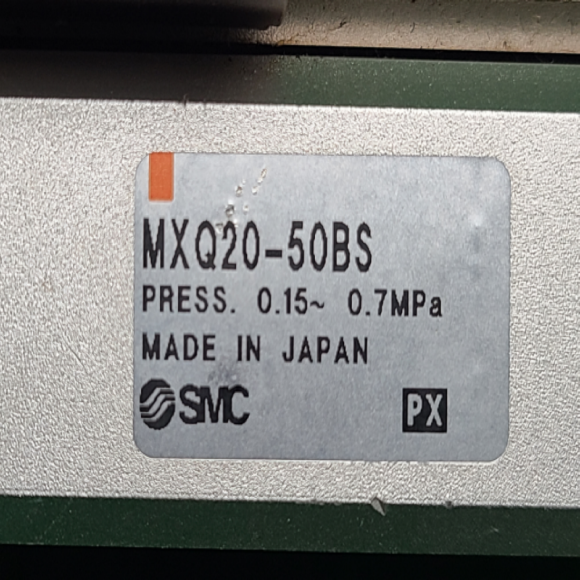 MXQ20-50BS
PRESS. 0.15~ 0.7MPa
MADE IN JAPAN
SMC PX